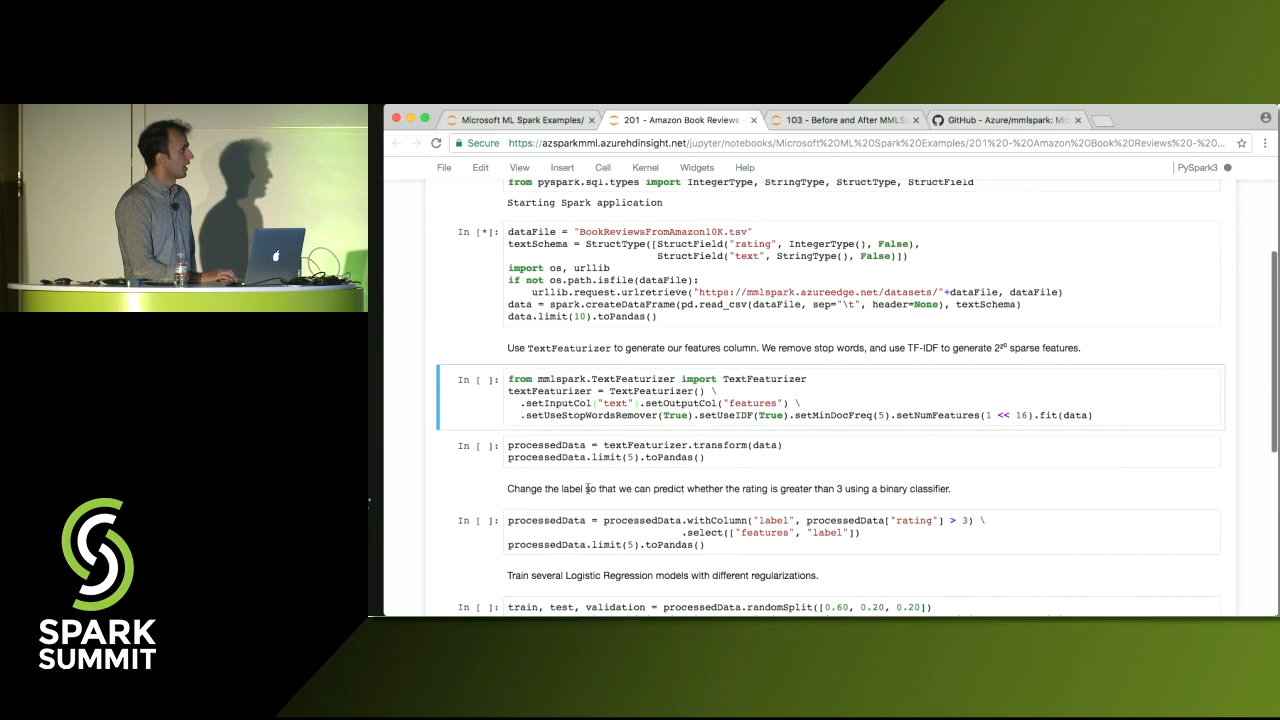 Microsoft ML Spark Examples/
201 - Amazon Book Reviews -
103 - Before and After MMLS
GitHub - Azure/mmlspark: Mic
Secure https://azsparkmml.azurehdinsight.net/jupyter/notebooks/Microsoft%20ML%20Spark%20Examples/201%20-%20Amazon%20Book%20Reviews%20-%20...
File Edit View Insert Cell Kernel Widgets Help PySpark3
from pyspark.sql.types import IntegerType, StringType, StructType, StructField
Starting Spark application
In [*]: dataFile = "BookReviewsFromAmazon10K.tsv"
textSchema = StructType([StructField("rating", IntegerType(), False),
StructField("text", StringType(), False)])
import os, urllib
if not os.path.isfile(dataFile):
urllib.request.urlretrieve("https://mmlspark.azureedge.net/datasets/"+dataFile, dataFile)
data = spark.createDataFrame(pd.read_csv(dataFile, sep="\t", header=None), textSchema)
data.limit(10).toPandas()
Use TextFeaturizer to generate our features column. We remove stop words, and use TF-IDF to generate 2²⁰ sparse features.
In [ ]: from mmlspark.TextFeaturizer import TextFeaturizer
textFeaturizer = TextFeaturizer() \
.setInputCol("text").setOutputCol("features") \
.setUseStopWordsRemover(True).setUseIDF(True).setMinDocFreq(5).setNumFeatures(1 << 16).fit(data)
In [ ]: processedData = textFeaturizer.transform(data)
processedData.limit(5).toPandas()
Change the label so that we can predict whether the rating is greater than 3 using a binary classifier.
In [ ]: processedData = processedData.withColumn("label", processedData["rating"] > 3) \
.select(["features", "label"])
processedData.limit(5).toPandas()
Train several Logistic Regression models with different regularizations.
In [ ]: train, test, validation = processedData.randomSplit([0.60, 0.20, 0.20])
SPARK
SUMMIT